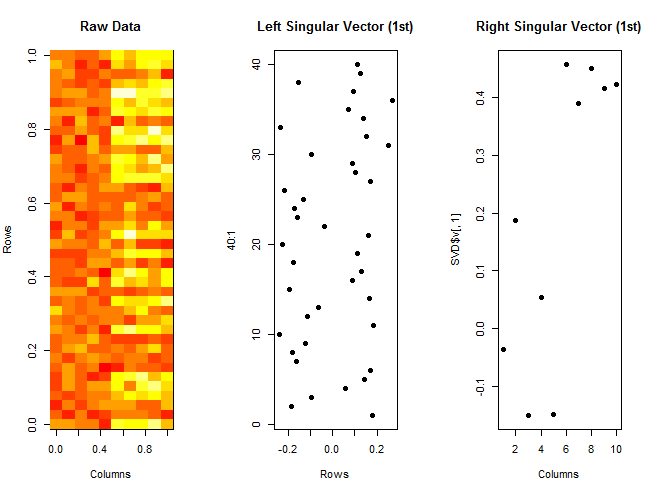 Raw Data
Left Singular Vector (1st)
Right Singular Vector (1st)
Rows
0.0 0.2 0.4 0.6 0.8 1.0
0.0 0.4 0.8
Columns
40:1
0 10 20 30 40
-0.2 0.0 0.2
Rows
SVD$v[, 1]
-0.1 0.0 0.1 0.2 0.3 0.4
2 4 6 8 10
Columns